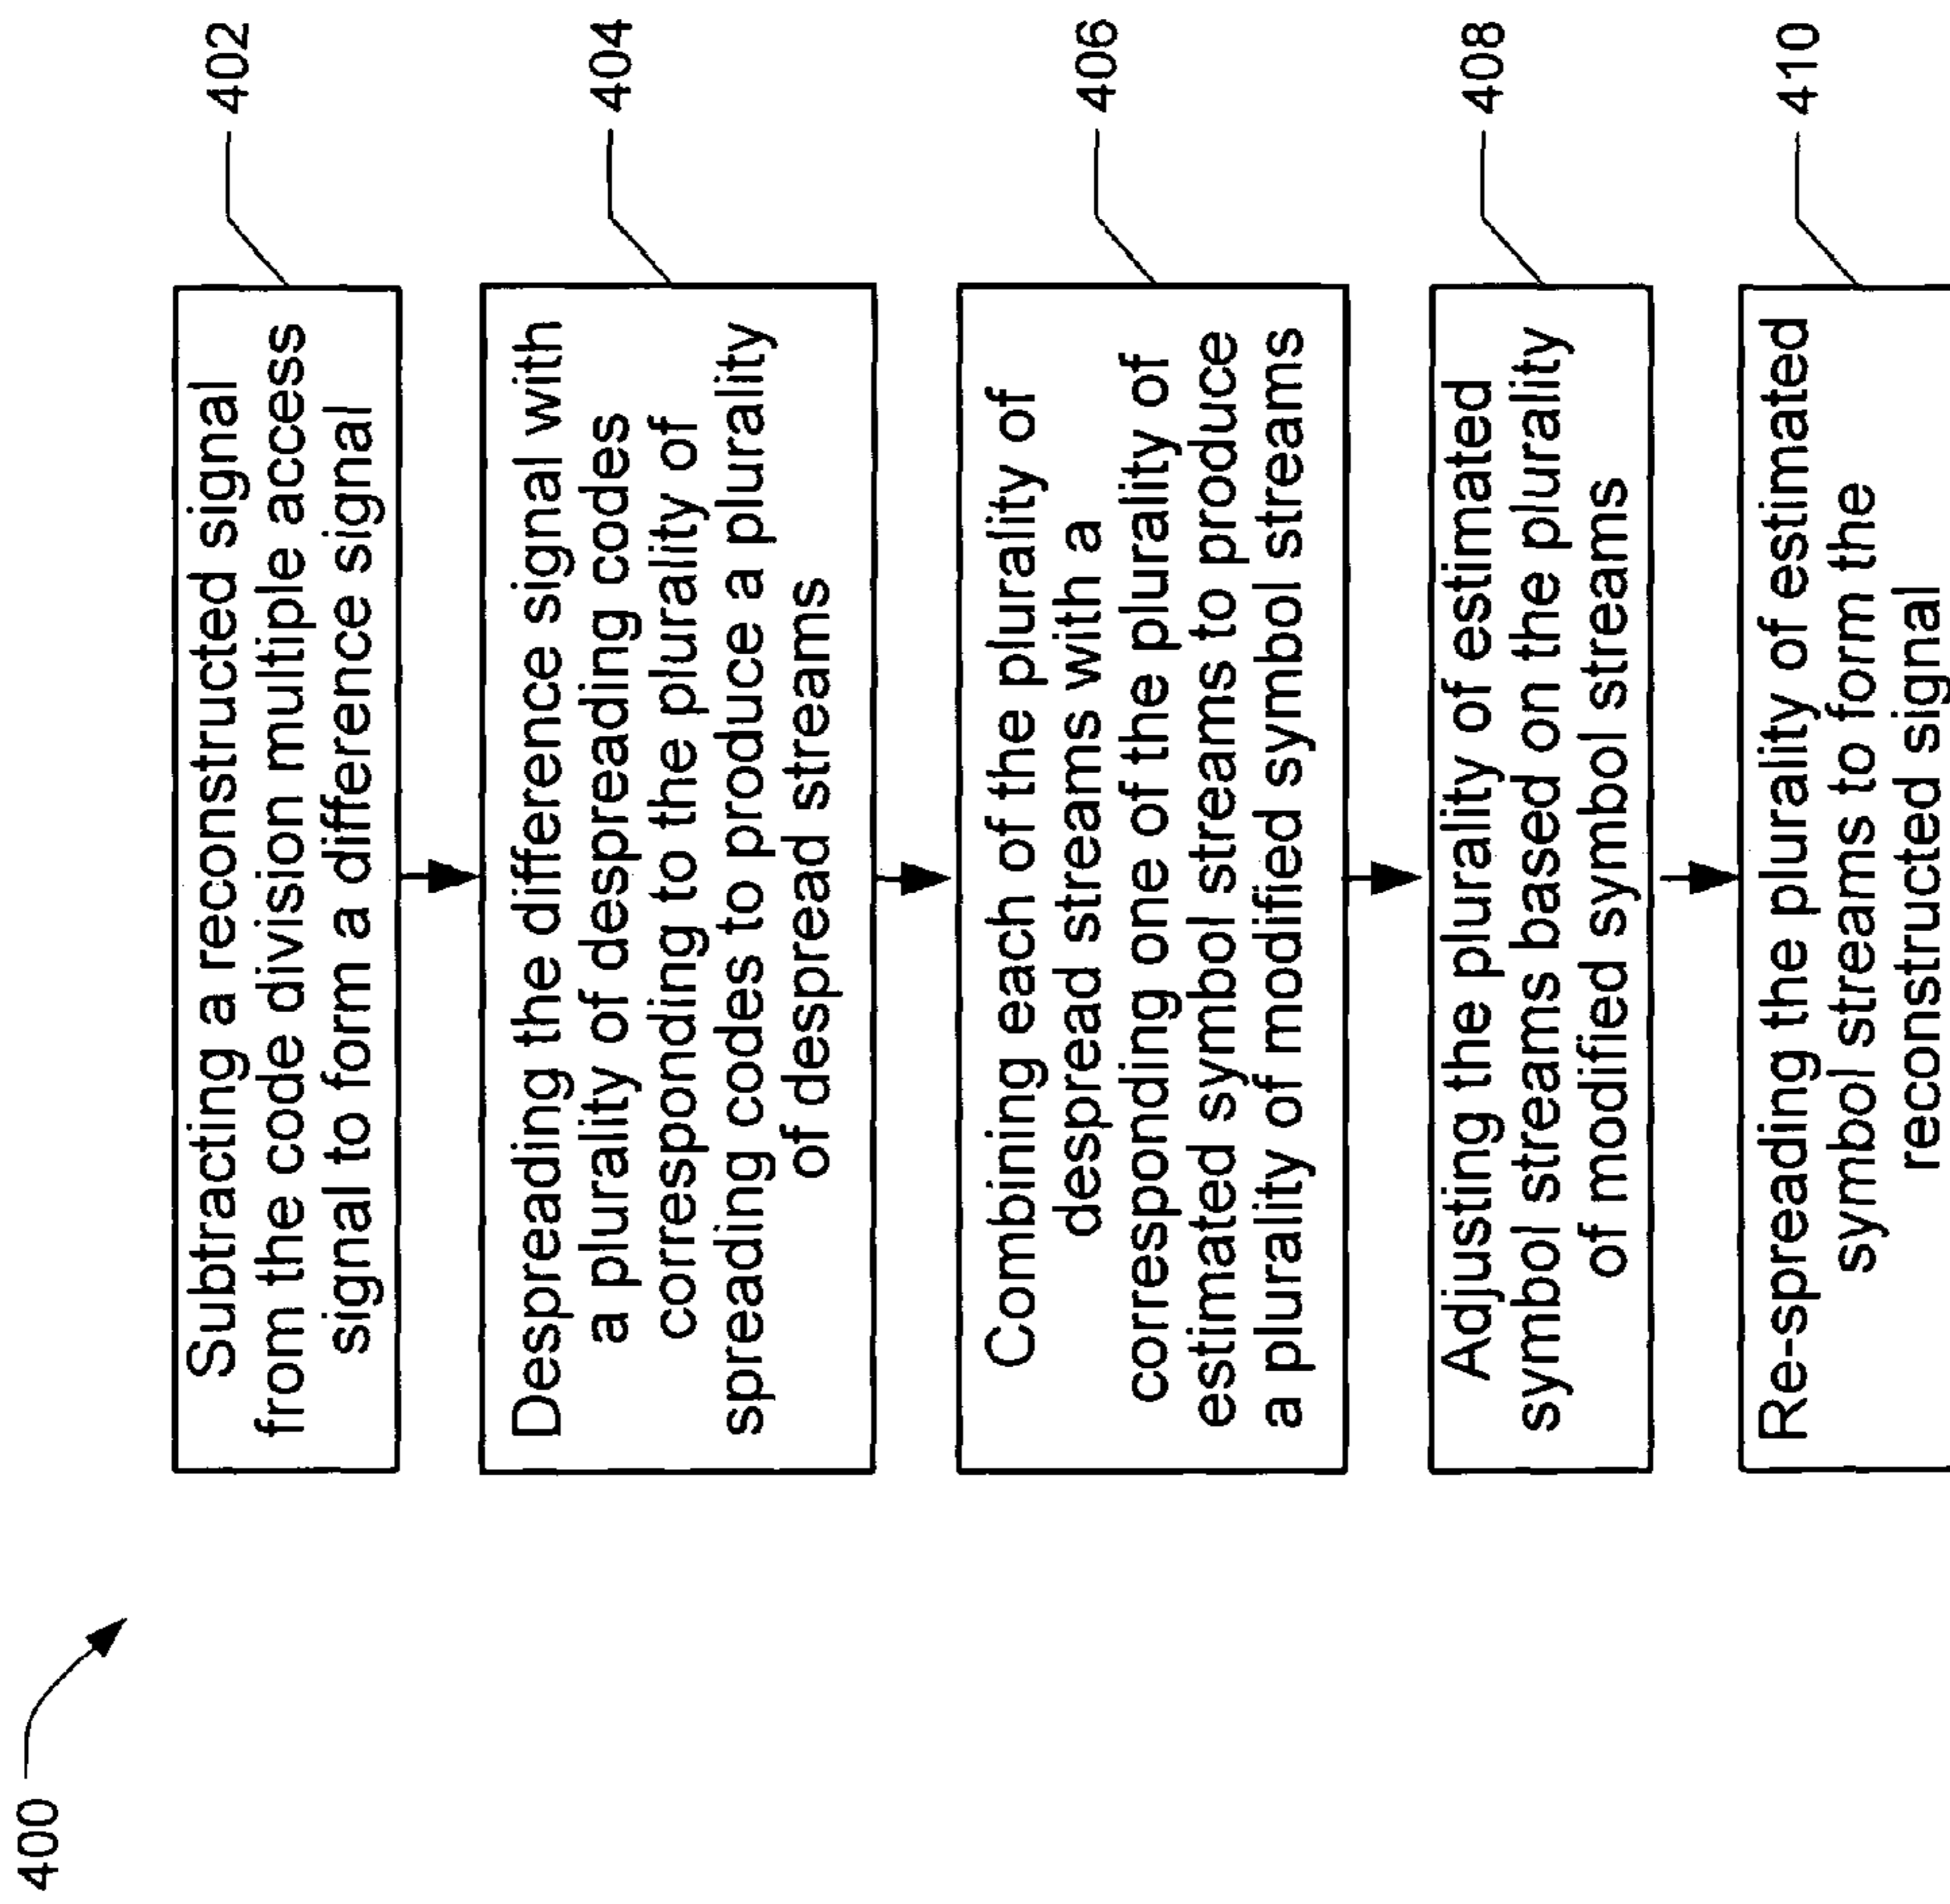 400
Subtracting a reconstructed signal
from the code division multiple access
signal to form a difference signal
402
Despreading the difference signal with
a plurality of despreading codes
corresponding to the plurality of
spreading codes to produce a plurality
of despread streams
404
Combining each of the plurality of
despread streams with a
corresponding one of the plurality of
estimated symbol streams to produce
a plurality of modified symbol streams
406
Adjusting the plurality of estimated
symbol streams based on the plurality
of modified symbol streams
408
Re-spreading the plurality of estimated
symbol streams to form the
reconstructed signal
410